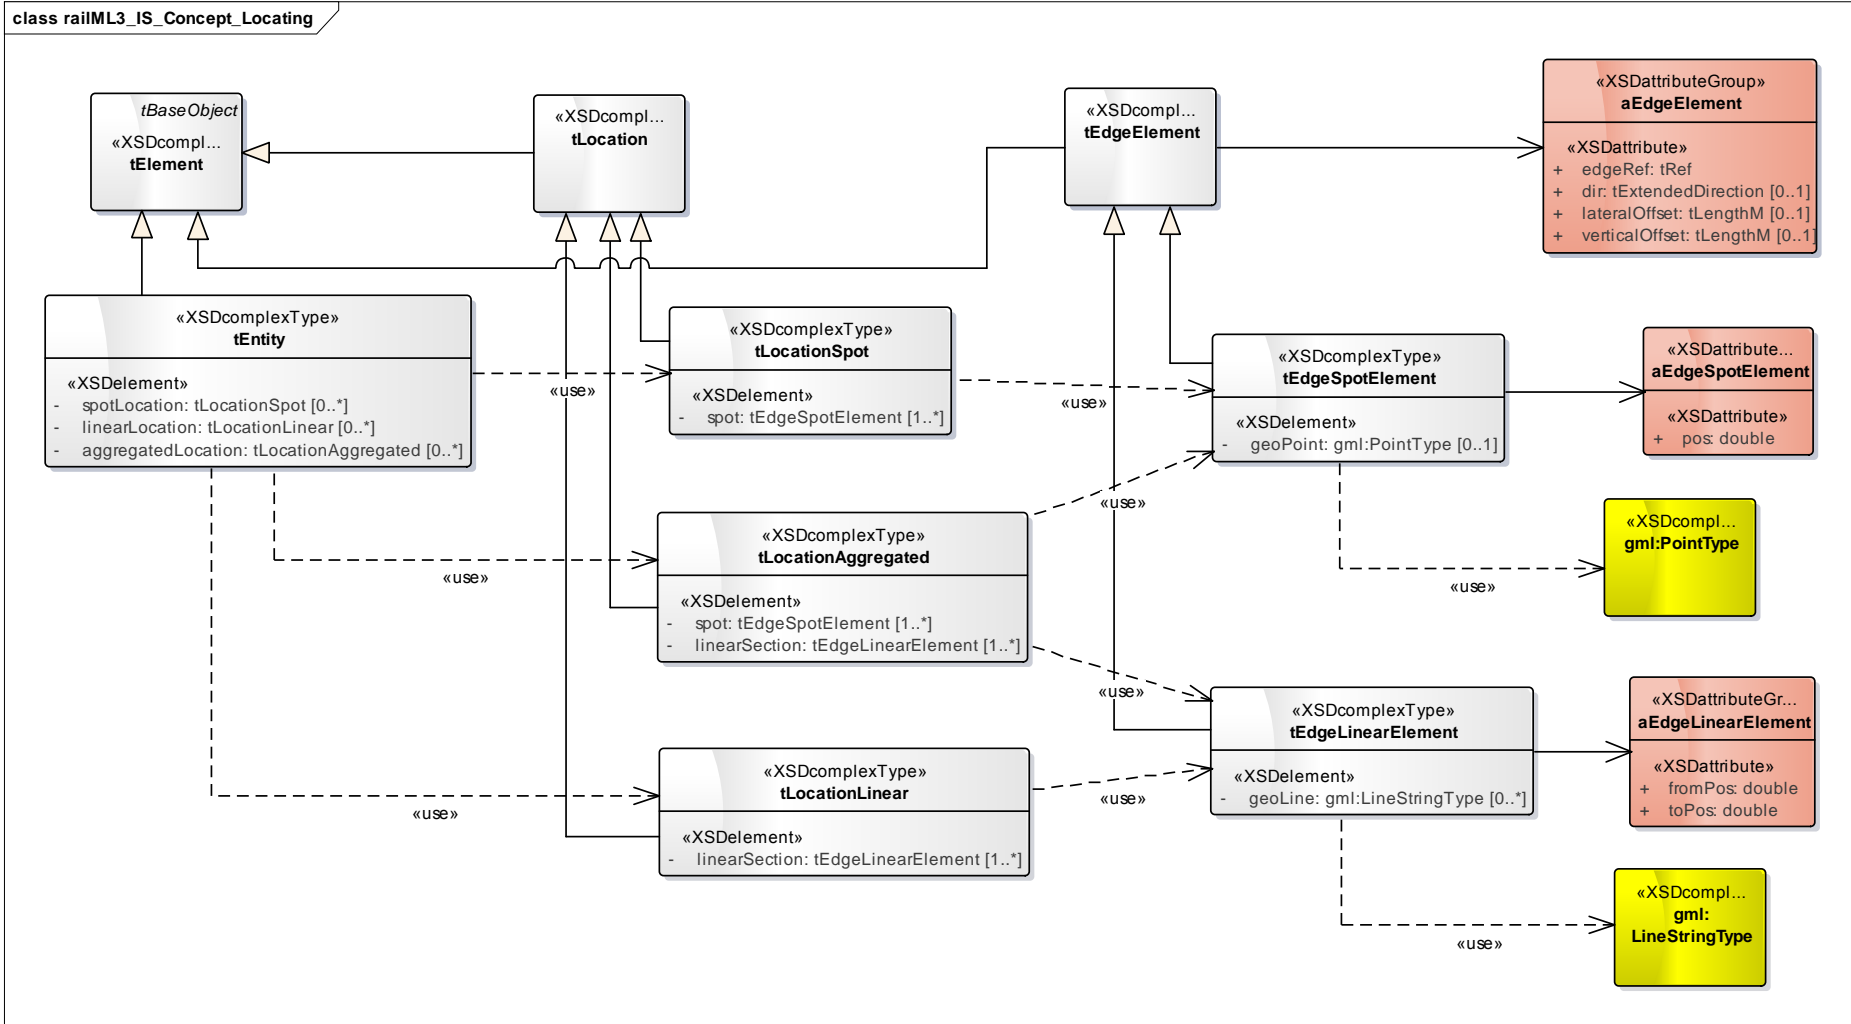 class railML3_IS_Concept_Locating
tBaseObject
«XSDcompl...
tElement
«XSDcompl...
tLocation
«XSDcompl...
tEdgeElement
«XSDattributeGroup»
aEdgeElement
«XSDattribute»
+ edgeRef: tRef
+ dir: tExtendedDirection [0..1]
+ lateralOffset: tLengthM [0..1]
+ verticalOffset: tLengthM [0..1]
«XSDcomplexType»
tEntity
«XSDelement»
- spotLocation: tLocationSpot [0..*]
- linearLocation: tLocationLinear [0..*]
- aggregatedLocation: tLocationAggregated [0..*]
«use»
«XSDcomplexType»
tLocationSpot
«XSDelement»
- spot: tEdgeSpotElement [1..*]
«use»
«XSDcomplexType»
tEdgeSpotElement
«XSDelement»
- geoPoint: gml:PointType [0..1]
«XSDattribute...
aEdgeSpotElement
«XSDattribute»
+ pos: double
«use»
«XSDcomplexType»
tLocationAggregated
«XSDelement»
- spot: tEdgeSpotElement [1..*]
- linearSection: tEdgeLinearElement [1..*]
«use»
«use»
«XSDcompl...
gml:PointType
«use»
«XSDcomplexType»
tEdgeLinearElement
«XSDelement»
- geoLine: gml:LineStringType [0..*]
«XSDattributeGr...
aEdgeLinearElement
«XSDattribute»
+ fromPos: double
+ toPos: double
«use»
«XSDcomplexType»
tLocationLinear
«XSDelement»
- linearSection: tEdgeLinearElement [1..*]
«use»
«use»
«XSDcompl...
gml:
LineStringType